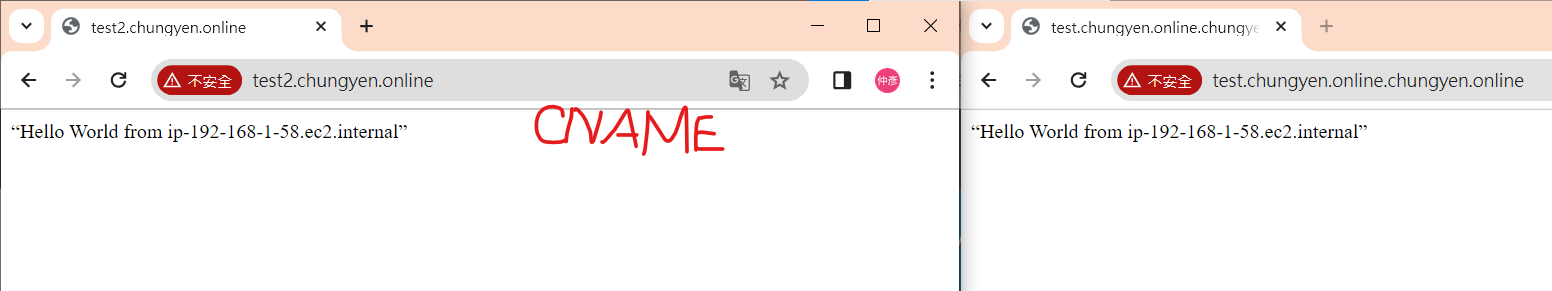 test2.chungyen.online
不安全 test2.chungyen.online 仲彥
“Hello World from ip-192-168-1-58.ec2.internal”
CNAME
test.chungyen.online.chungye
不安全 test.chungyen.online.chungyen.online
“Hello World from ip-192-168-1-58.ec2.internal”